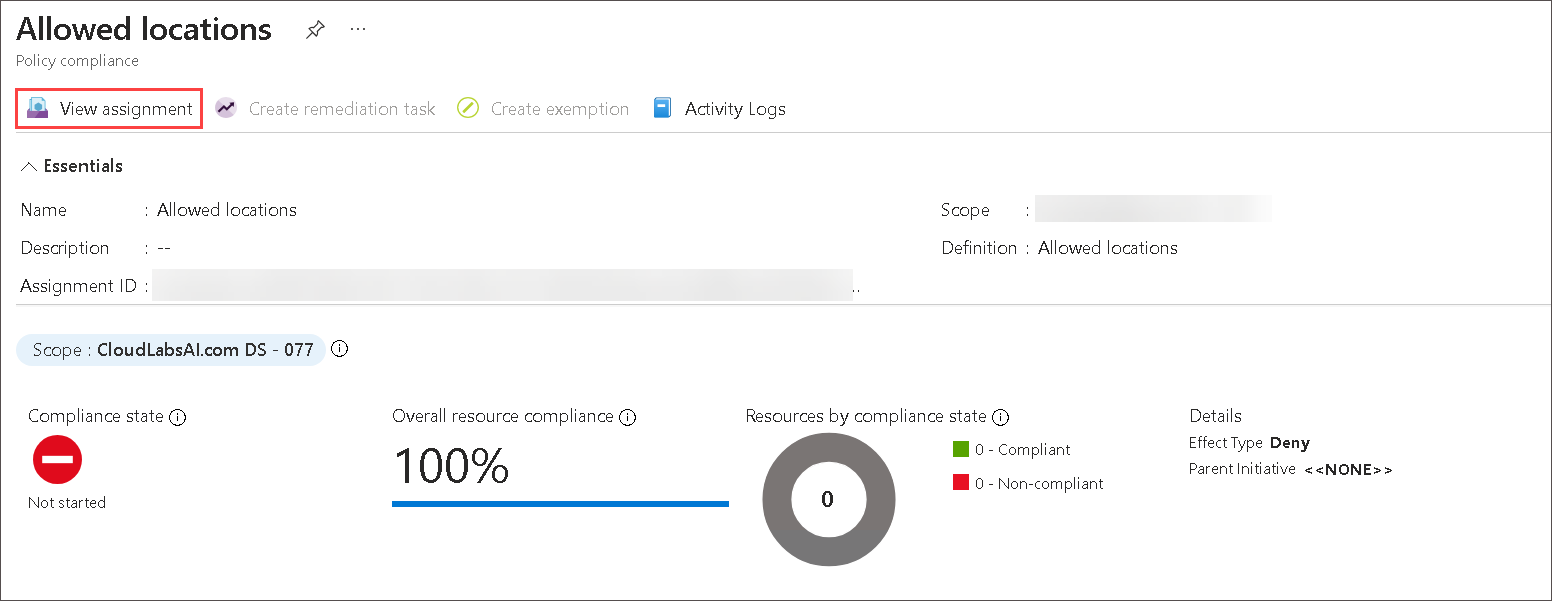 Allowed locations ...
Policy compliance
View assignment Create remediation task Create exemption Activity Logs
Essentials
Name : Allowed locations Scope :
Description : -- Definition : Allowed locations
Assignment ID : ..
Scope : CloudLabsAI.com DS - 077
Compliance state Overall resource compliance Resources by compliance state Details
100% 0 - Compliant Effect Type Deny
Parent Initiative <<NONE>>
0 - Non-compliant
0
Not started